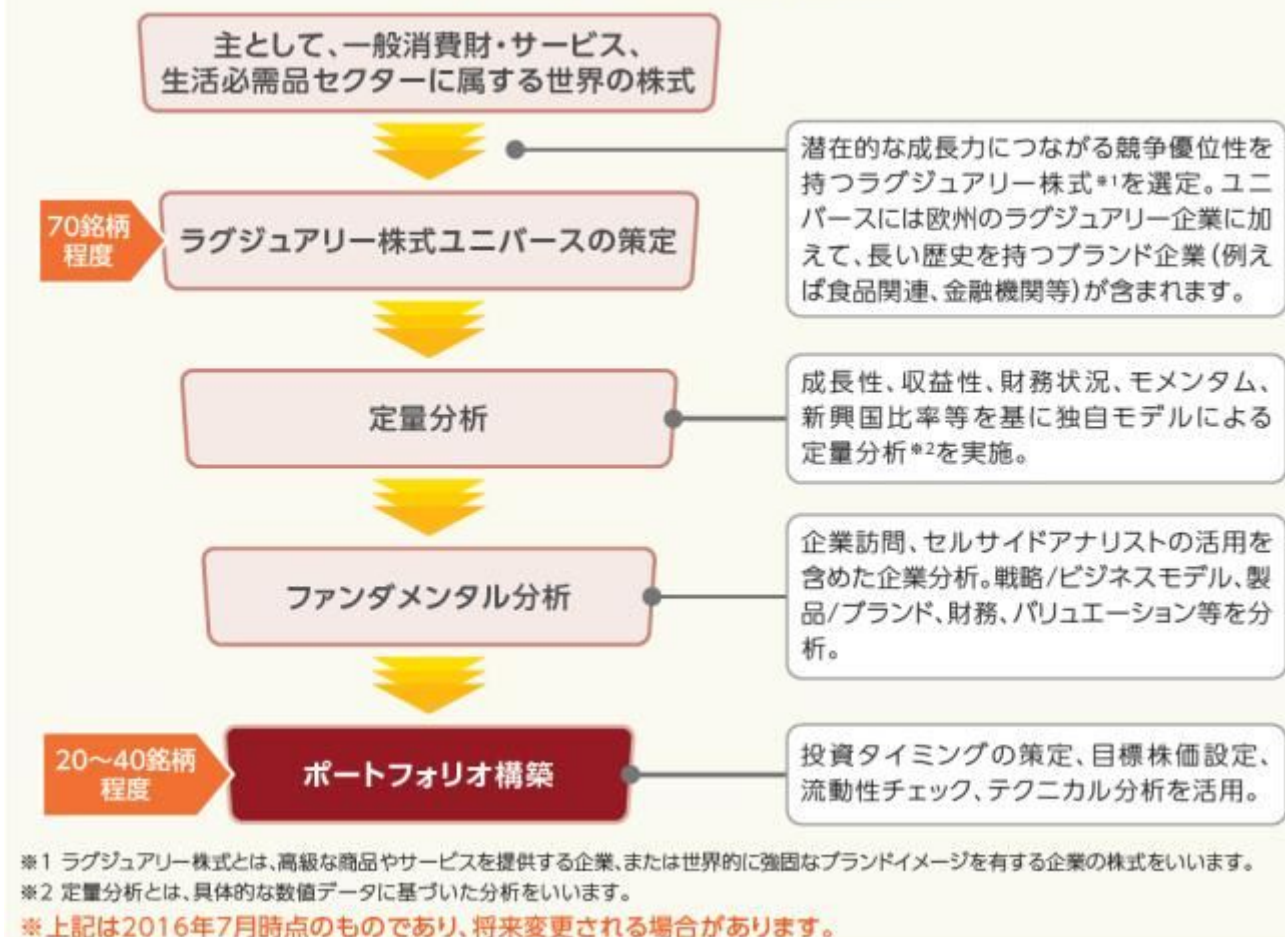 主として、一般消費財・サービス、
生活必需品セクターに属する世界の株式
潜在的な成長力につながる競争優位性を
持つラグジュアリー株式※1を選定。ユニ
バースには欧州のラグジュアリー企業に加
えて、長い歴史を持つブランド企業(例え
ば食品関連、金融機関等)が含まれます。
70銘柄
程度
ラグジュアリー株式ユニバースの策定
定量分析
成長性、収益性、財務状況、モメンタム、
新興国比率等を基に独自モデルによる
定量分析※2を実施。
ファンダメンタル分析
企業訪問、セルサイドアナリストの活用を
含めた企業分析。戦略/ビジネスモデル、製
品/ブランド、財務、バリュエーション等を分
析。
20～40銘柄
程度
ポートフォリオ構築
投資タイミングの策定、目標株価設定、
流動性チェック、テクニカル分析を活用。
※1 ラグジュアリー株式とは、高級な商品やサービスを提供する企業、または世界的に強固なブランドイメージを有する企業の株式をいいます。
※2 定量分析とは、具体的な数値データに基づいた分析をいいます。
※上記は2016年7月時点のものであり、将来変更される場合があります。